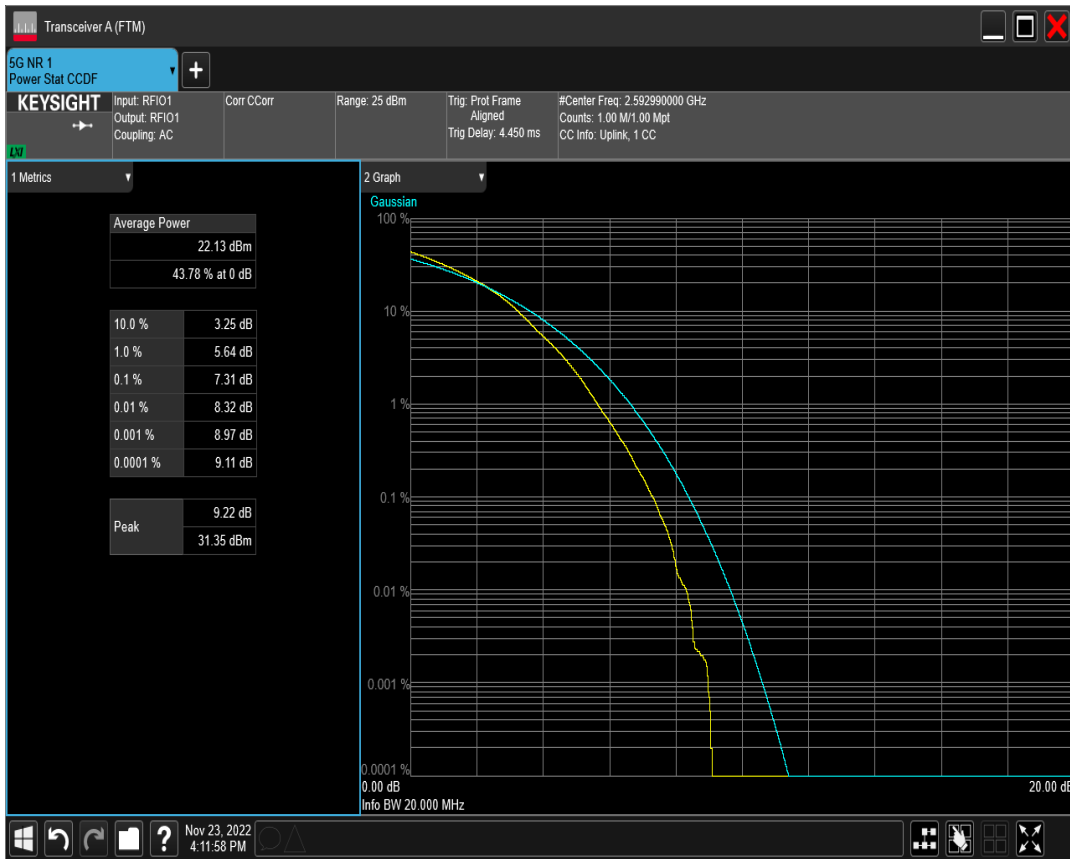 Transceiver A (FTM)
5G NR 1
Power Stat CCDF
+
KEYSIGHT
LXI
Input: RFIO1
Output: RFIO1
Coupling: AC
Corr CCorr
Range: 25 dBm
Trig: Prot Frame
Aligned
Trig Delay: 4.450 ms
#Center Freq: 2.592990000 GHz
Counts: 1.00 M/1.00 Mpt
CC Info: Uplink, 1 CC
1 Metrics
Average Power
22.13 dBm
43.78 % at 0 dB
10.0 % 3.25 dB
1.0 % 5.64 dB
0.1 % 7.31 dB
0.01 % 8.32 dB
0.001 % 8.97 dB
0.0001 % 9.11 dB
Peak 9.22 dB
31.35 dBm
2 Graph
Gaussian
100 %
10 %
1 %
0.1 %
0.01 %
0.001 %
0.0001 %
0.00 dB 20.00 dB
Info BW 20.000 MHz
? Nov 23, 2022
4:11:58 PM